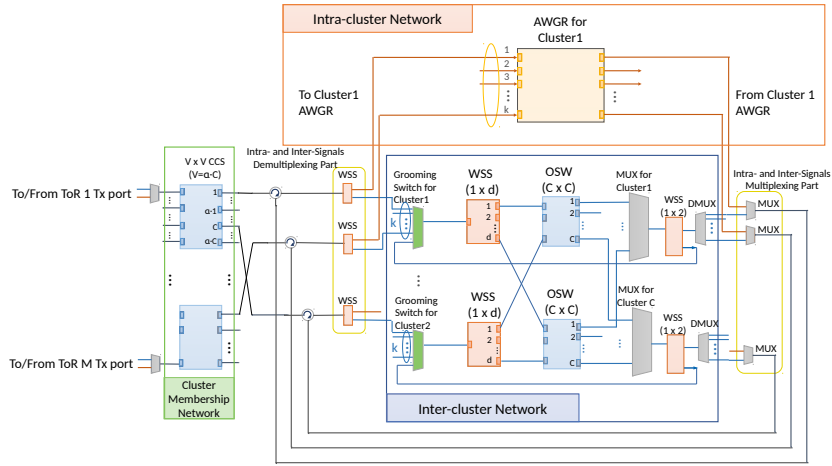 Intra-cluster Network
AWGR for
Cluster1
1
2
3
k
To Cluster1
AWGR
From Cluster 1
AWGR
V x V CCS
(V=α·C)
1
α·1
C
α·C
To/From ToR 1 Tx port
To/From ToR M Tx port
Cluster
Membership
Network
Intra- and Inter-Signals
Demultiplexing Part
WSS
WSS
WSS
Grooming
Switch for
Cluster1
k
WSS
(1 x d)
1
2
d
OSW
(C x C)
1
2
C
MUX for
Cluster1
WSS
(1 x 2)
DMUX
Intra- and Inter-Signals
Multiplexing Part
MUX
MUX
Grooming
Switch for
Cluster2
k
WSS
(1 x d)
1
2
d
OSW
(C x C)
1
2
C
MUX for
Cluster C
WSS
(1 x 2)
DMUX
MUX
Inter-cluster Network